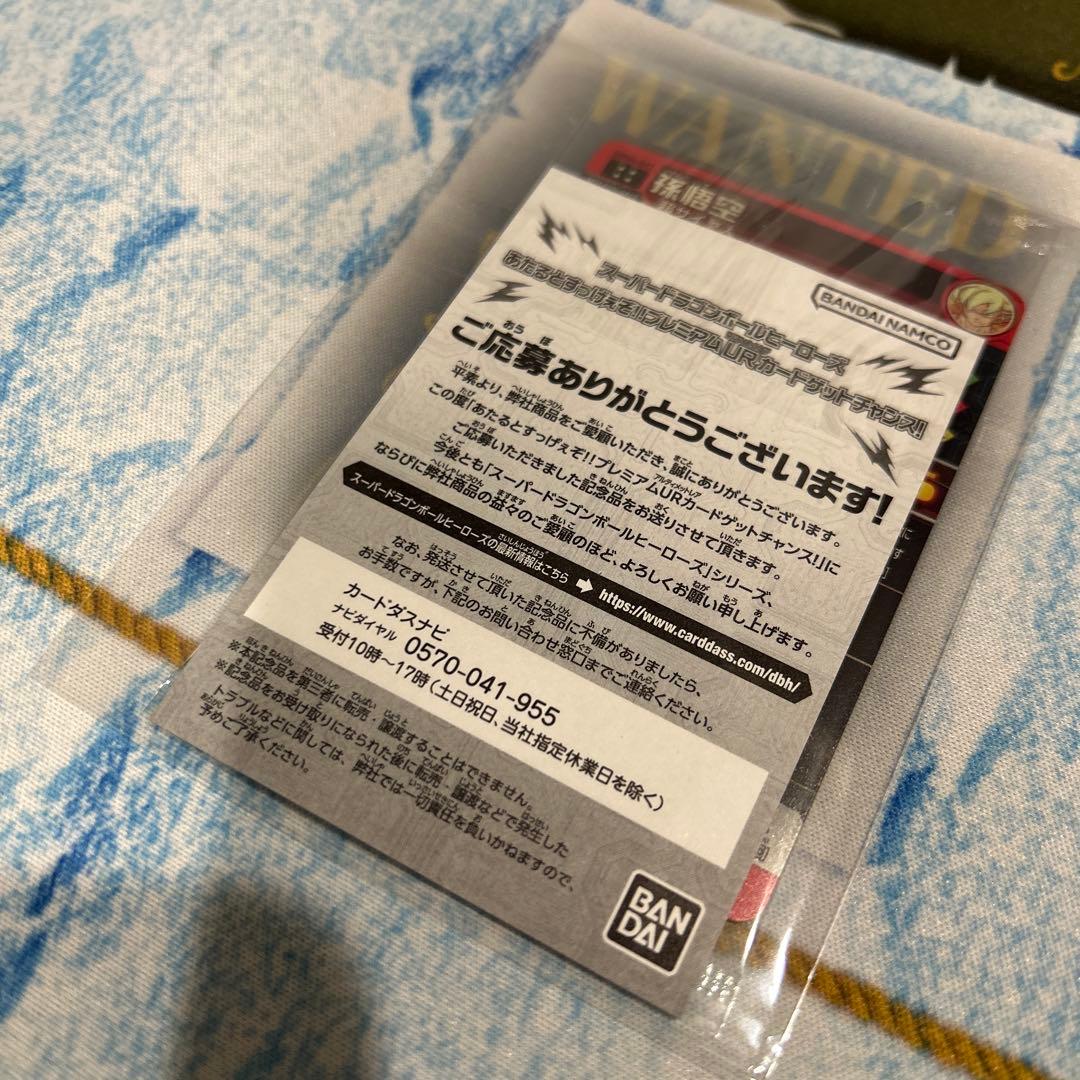 WANTED
孫悟空
BANDAI NAMCO
スーパードラゴンボールヒーローズ
あたるとすっげぇぞ!!プレミアムURカードゲットチャンス!
ご応募ありがとうございます!
平素より、弊社商品をご愛顧いただき、誠にありがとうございます。
この度「あたるとすっげぇぞ!!プレミアムURカードゲットチャンス!」に
ご応募いただきました記念品をお送りさせて頂きます。
今後とも「スーパードラゴンボールヒーローズ」シリーズ、
ならびに弊社商品の益々のご愛顧のほど、よろしくお願い申し上げます。
スーパードラゴンボールヒーローズの最新情報はこちら ➡ https://www.carddass.com/dbh/
なお、発送させて頂いた記念品に不備がありましたら、
お手数ですが、下記のお問い合わせ窓口までご連絡ください。
カードダスナビ
ナビダイヤル 0570-041-955
受付10時~17時(土日祝日、当社指定休業日を除く)
※本記念品を第三者に転売・譲渡することはできません。
※記念品をお受け取りになられた後に転売・譲渡などで発生した
トラブルなどに関しては、弊社では一切責任を負いかねますので、
予めご了承ください。
BAN
DAI